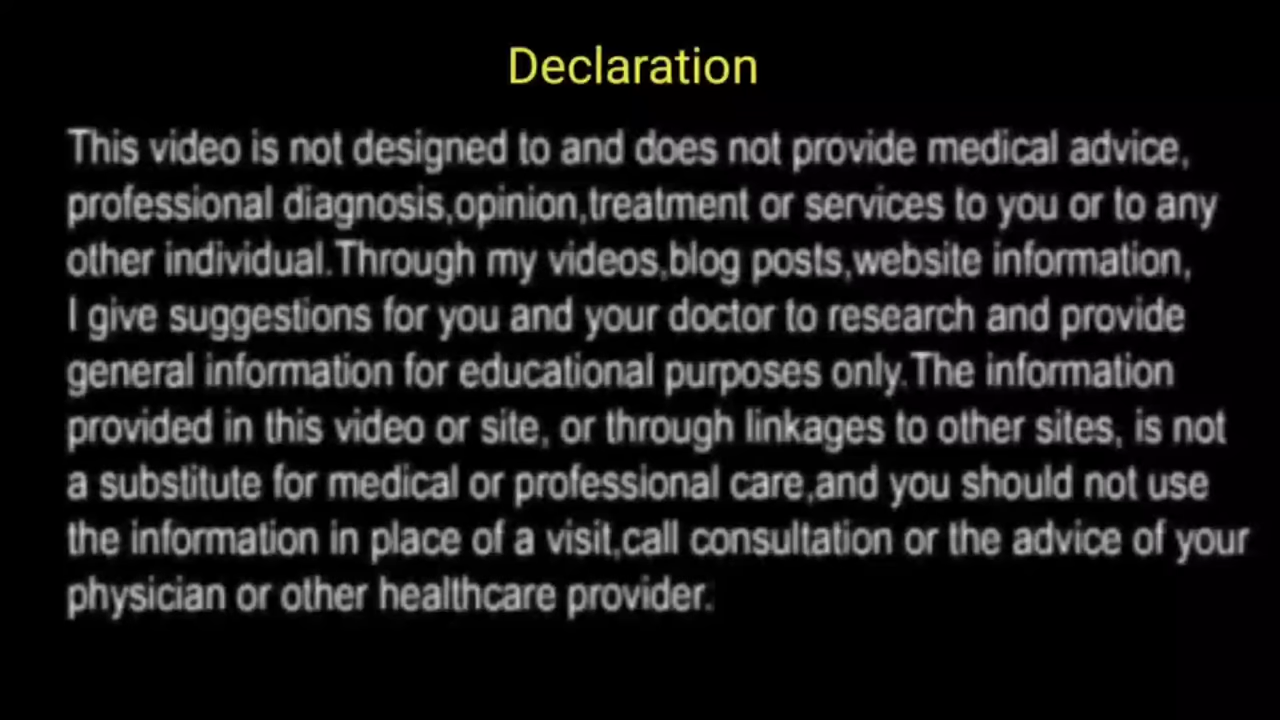 Declaration
This video is not designed to and does not provide medical advice,
professional diagnosis,opinion,treatment or services to you or to any
other individual.Through my videos,blog posts,website information,
I give suggestions for you and your doctor to research and provide
general information for educational purposes only.The information
provided in this video or site, or through linkages to other sites, is not
a substitute for medical or professional care,and you should not use
the information in place of a visit,call consultation or the advice of your
physician or other healthcare provider.